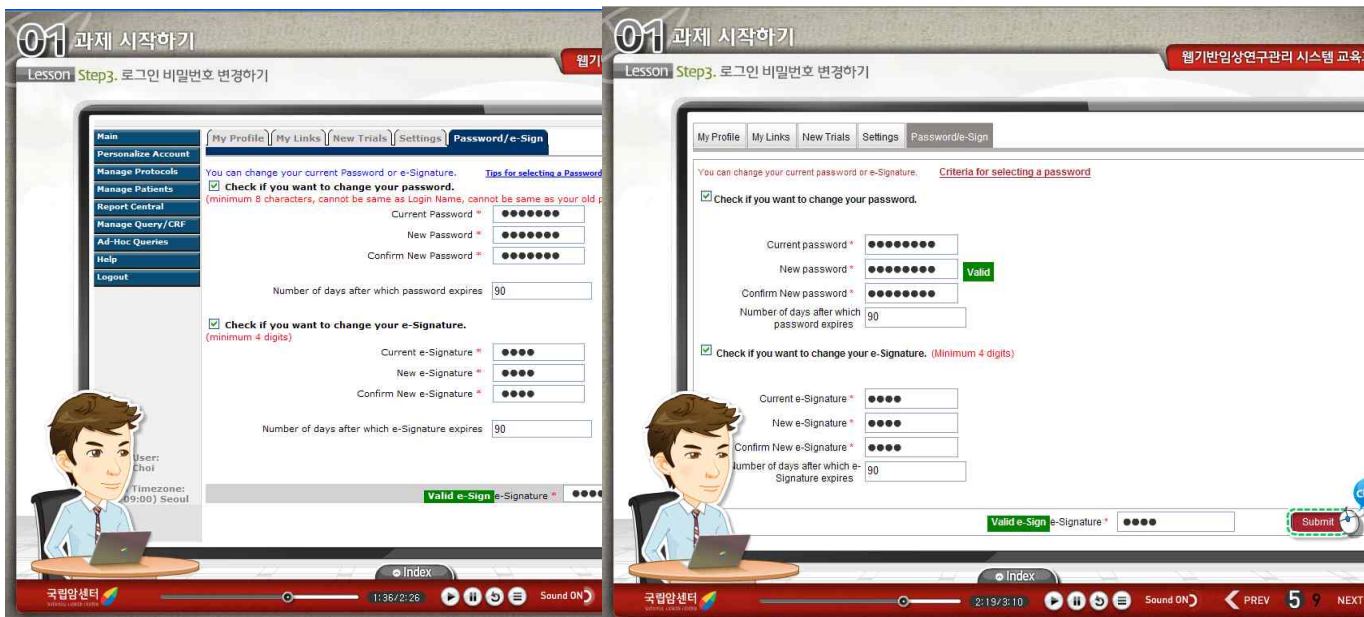 01 과제 시작하기
Lesson Step3. 로그인 비밀번호 변경하기
웹기
Main
Personalize Account
Manage Protocols
Manage Patients
Report Central
Manage Query/CRF
Ad-Hoc Queries
Help
Logout
My Profile My Links New Trials Settings Password/e-Sign
You can change your current Password or e-Signature. Tips for selecting a Password
Check if you want to change your password.
(minimum 8 characters, cannot be same as Login Name, cannot be same as your old p
Current Password *
New Password *
Confirm New Password *
Number of days after which password expires 90
Check if you want to change your e-Signature.
(minimum 4 digits)
Current e-Signature *
New e-Signature *
Confirm New e-Signature *
Number of days after which e-Signature expires 90
User:
Choi
Timezone:
09:00) Seoul
Valid e-Sign e-Signature *
Index
국립암센터
1:36/2:26
Sound ON
01 과제 시작하기
Lesson Step3. 로그인 비밀번호 변경하기
웹기반임상연구관리 시스템 교육
My Profile My Links New Trials Settings Password/e-Sign
You can change your current password or e-Signature. Criteria for selecting a password
Check if you want to change your password.
Current password *
New password * Valid
Confirm New password *
Number of days after which
password expires 90
Check if you want to change your e-Signature. (Minimum 4 digits)
Current e-Signature *
New e-Signature *
Confirm New e-Signature *
Number of days after which e-
Signature expires 90
Valid e-Sign e-Signature *
Submit
Index
국립암센터
2:19/3:10
Sound ON
PREV 5 9 NEXT